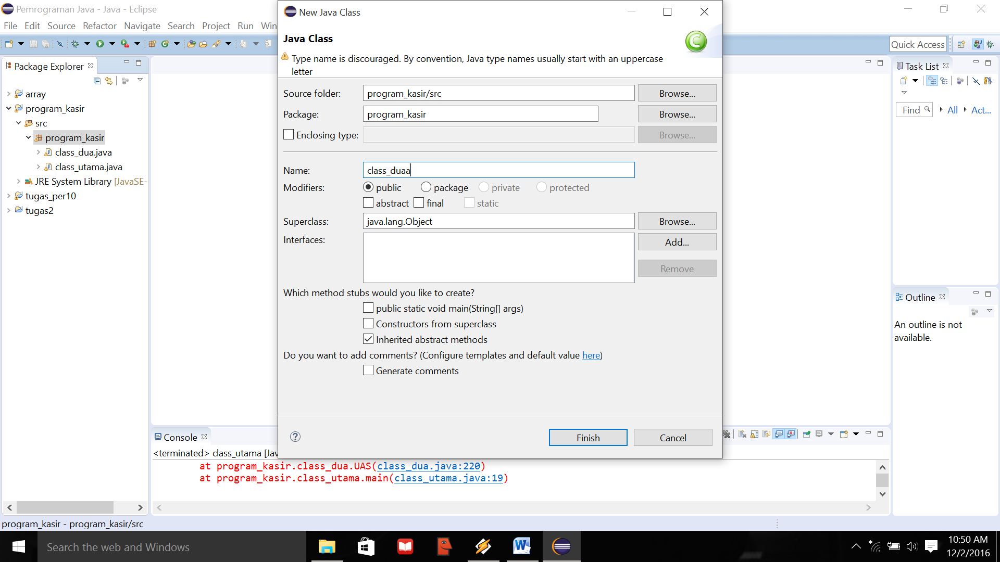 Pemrograman Java - Java - Eclipse
File Edit Source Refactor Navigate Search Project Run Win
Quick Access
Package Explorer
array
program_kasir
src
program_kasir
class_dua.java
class_utama.java
JRE System Library [JavaSE-
tugas_per10
tugas2
New Java Class
Java Class
Type name is discouraged. By convention, Java type names usually start with an uppercase
letter
Source folder: program_kasir/src Browse...
Package: program_kasir Browse...
Enclosing type: Browse...
Name: class_duaa
Modifiers: public package private protected
abstract final static
Superclass: java.lang.Object Browse...
Interfaces: Add...
Remove
Which method stubs would you like to create?
public static void main(String[] args)
Constructors from superclass
Inherited abstract methods
Do you want to add comments? (Configure templates and default value here)
Generate comments
Finish Cancel
Task List
Find All Act...
Outline
An outline is not
available.
Console
<terminated> class_utama [Jav
at program_kasir.class_dua.UAS(class_dua.java:220)
at program_kasir.class_utama.main(class_utama.java:19)
program_kasir - program_kasir/src
Search the web and Windows
10:50 AM
12/2/2016